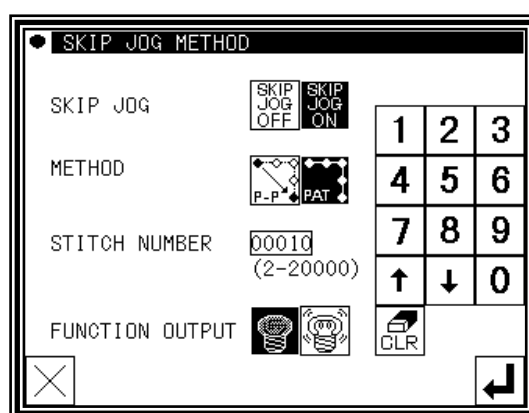 SKIP JOG METHOD
SKIP JOG
SKIP JOG OFF
SKIP JOG ON
METHOD
P-P
PAT
STITCH NUMBER
00010
(2-20000)
FUNCTION OUTPUT
1 2 3
4 5 6
7 8 9
↑ ↓ 0
CLR